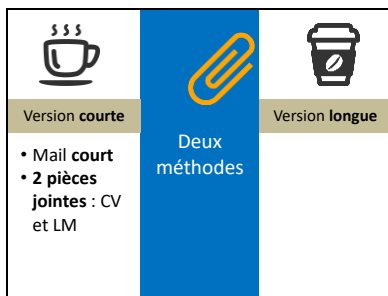 Version courte
• Mail court
• 2 pièces
jointes : CV
et LM
Deux
méthodes
Version longue